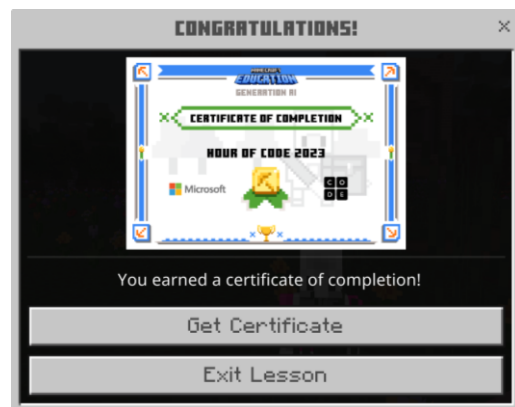 CONGRATULATIONS!
MINECRAFT
EDUCATION
GENERATION AI
CERTIFICATE OF COMPLETION
HOUR OF CODE 2023
Microsoft
CO
DE
You earned a certificate of completion!
Get Certificate
Exit Lesson